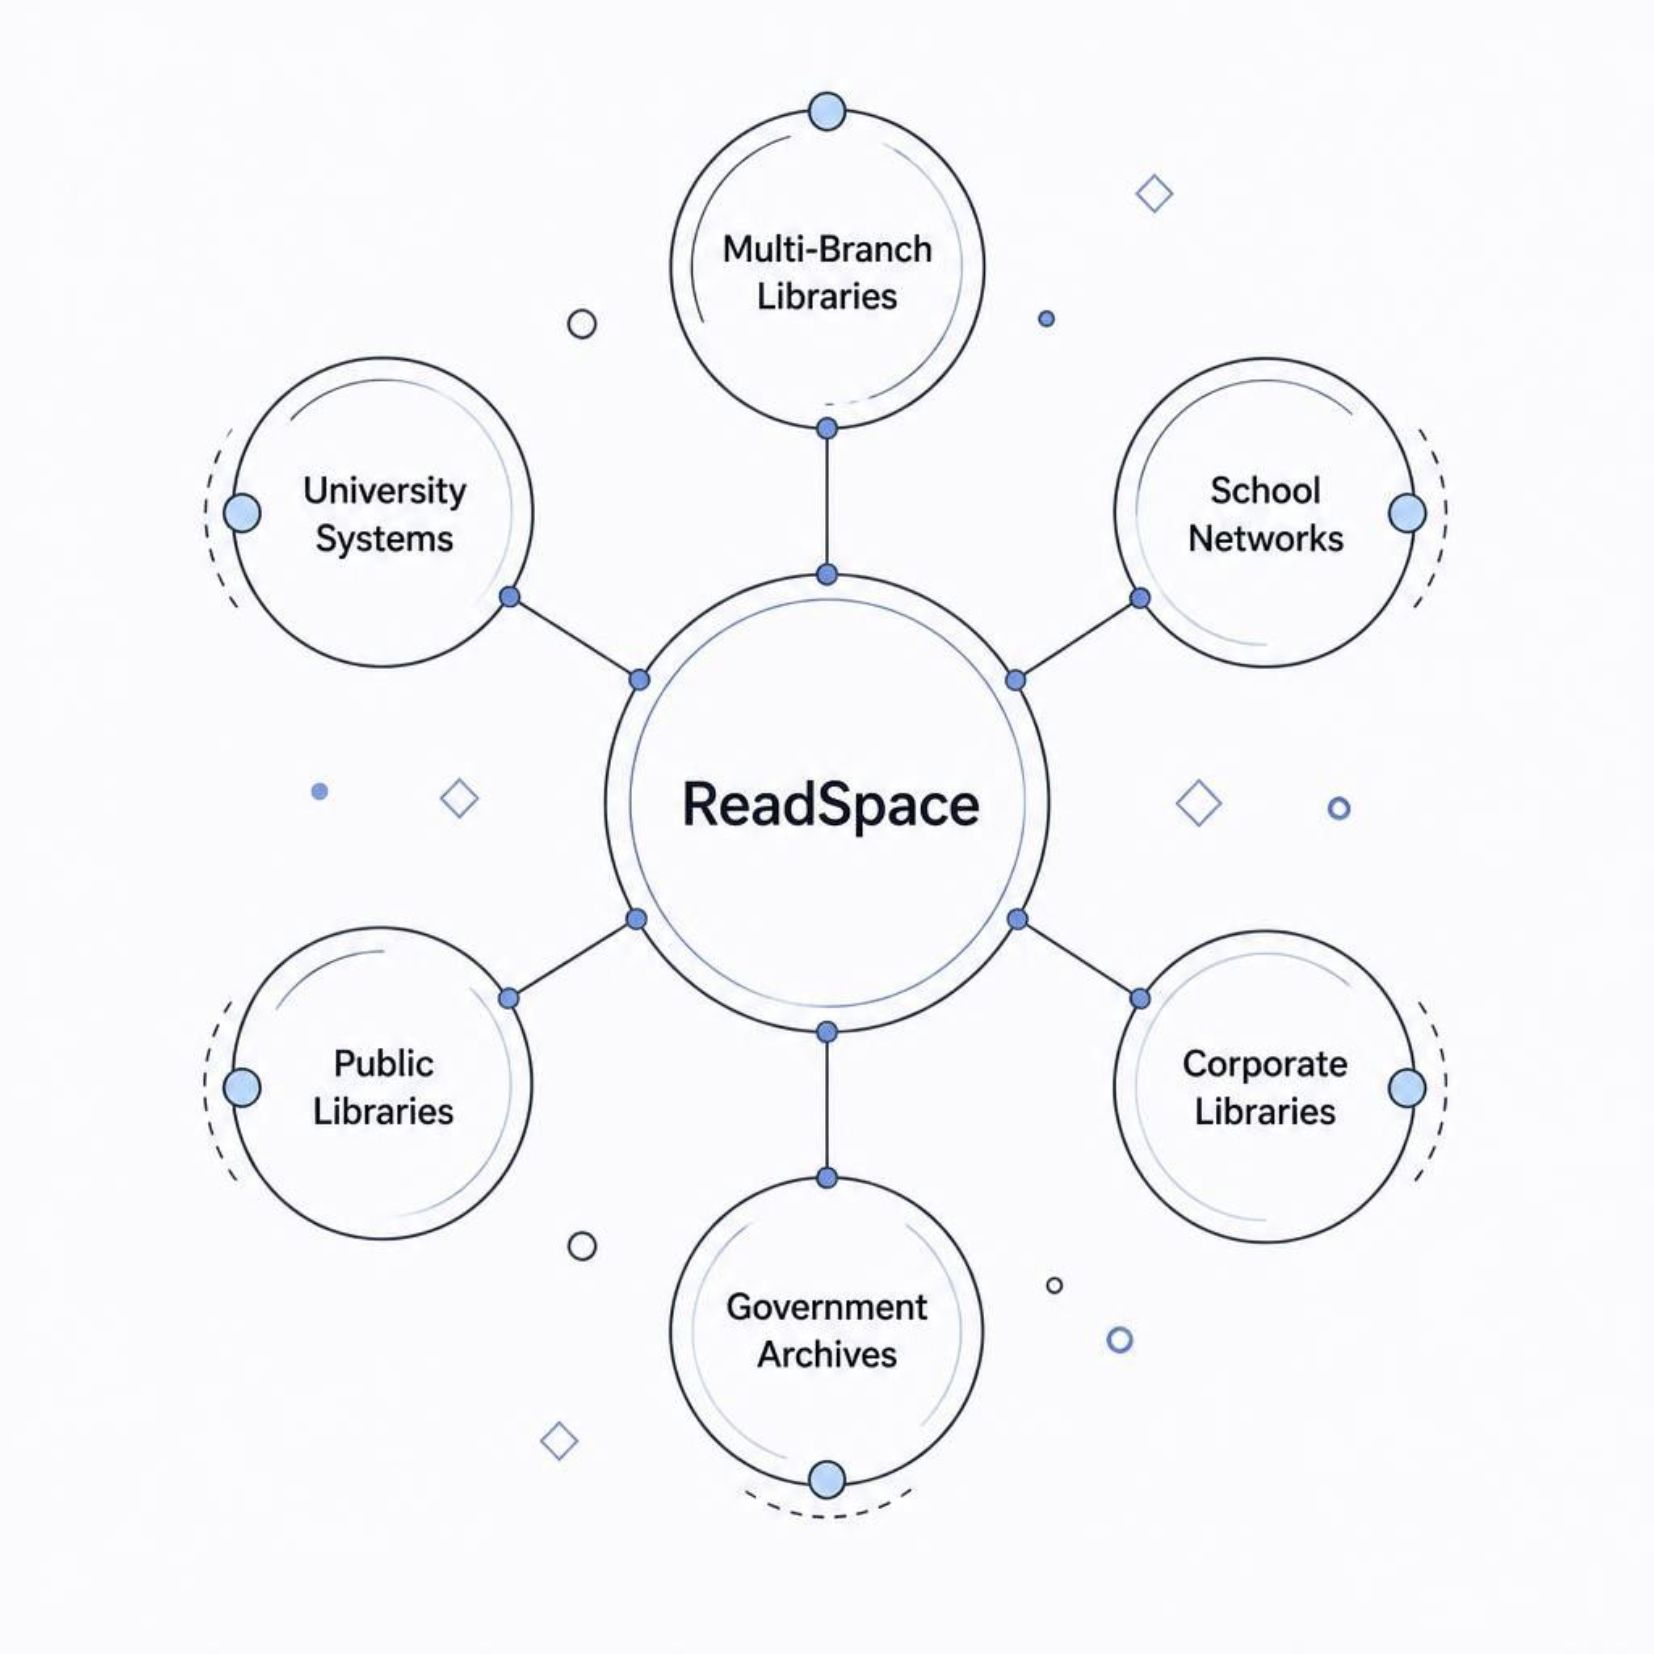 Multi-Branch
Libraries
University
Systems
School
Networks
ReadSpace
Public
Libraries
Corporate
Libraries
Government
Archives